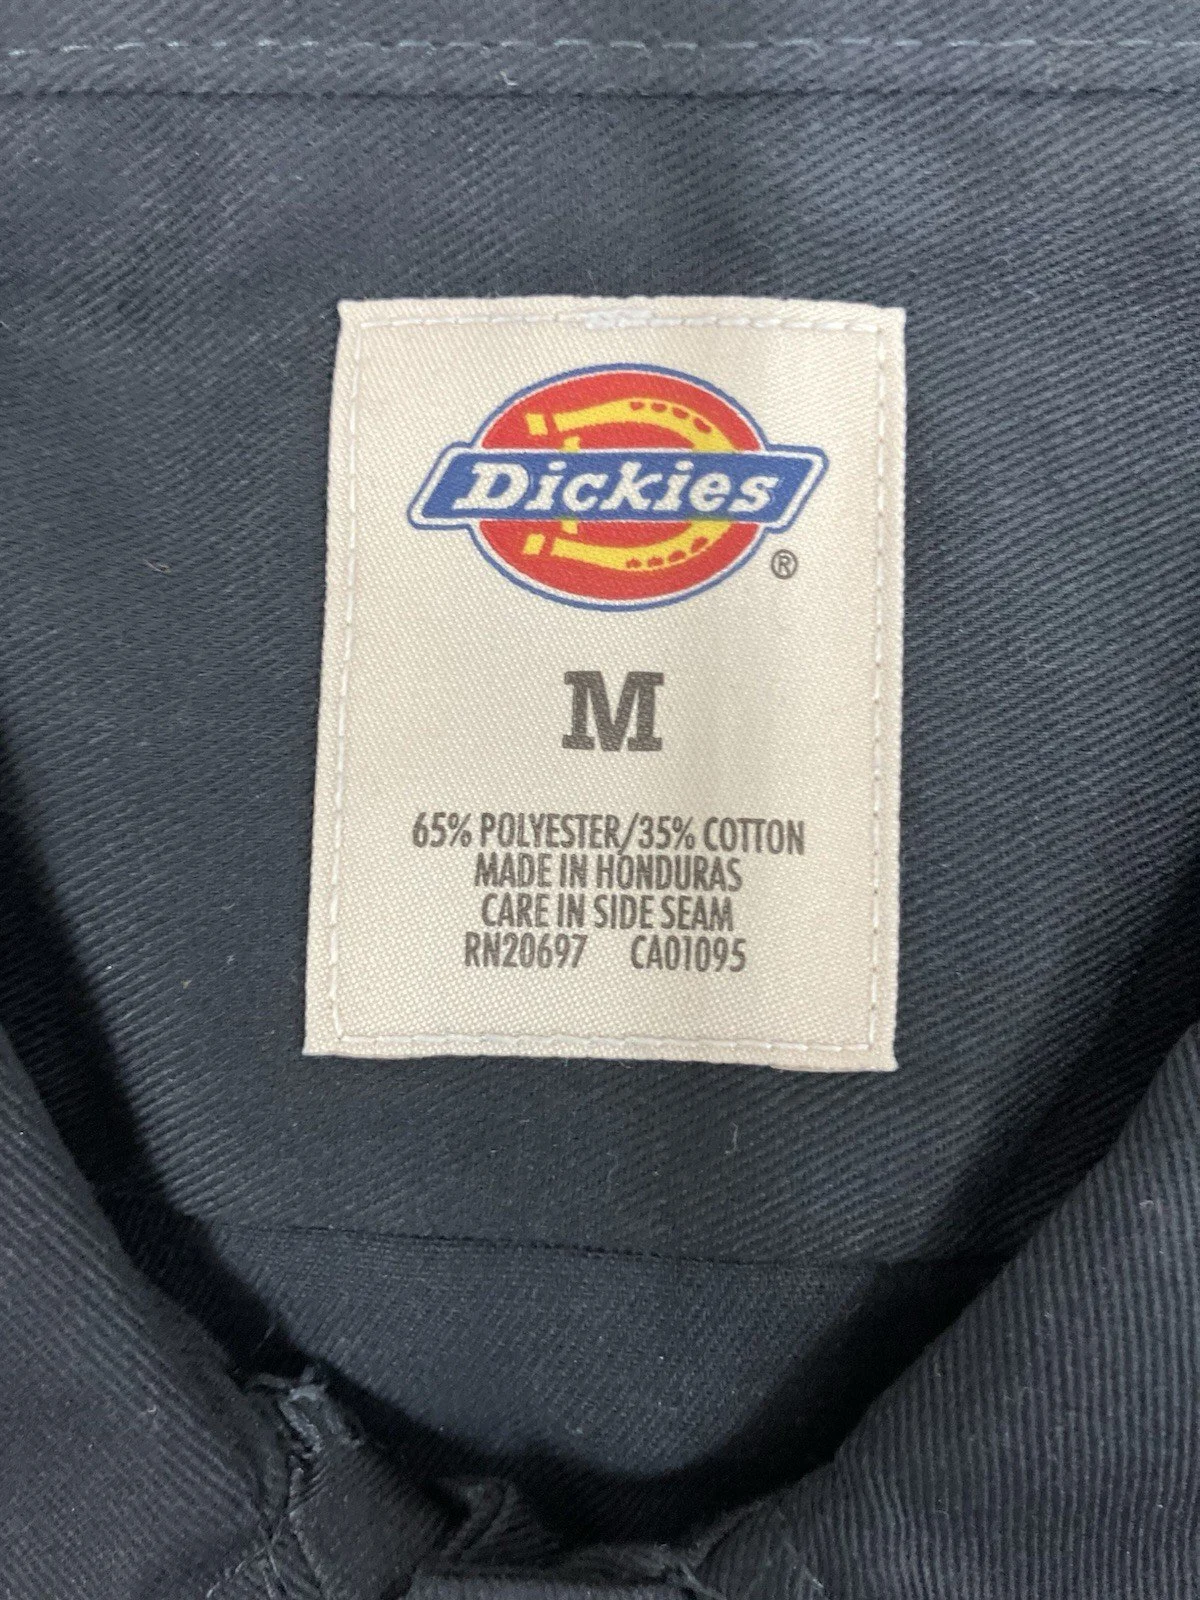 Dickies
®
M
65% POLYESTER/35% COTTON
MADE IN HONDURAS
CARE IN SIDE SEAM
RN20697 CA01095